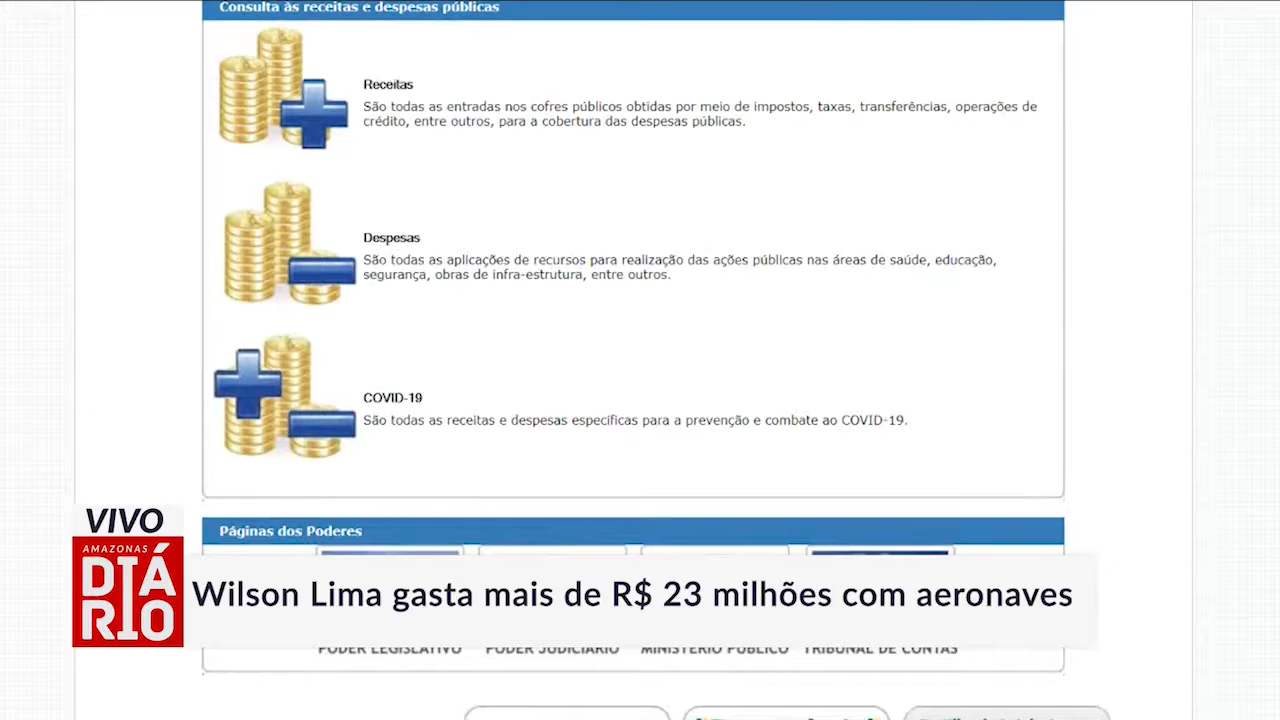 Consulta às receitas e despesas públicas
Receitas
São todas as entradas nos cofres públicos obtidas por meio de impostos, taxas, transferências, operações de
crédito, entre outros, para a cobertura das despesas públicas.
Despesas
São todas as aplicações de recursos para realização das ações públicas nas áreas de saúde, educação,
segurança, obras de infra-estrutura, entre outros.
COVID-19
São todas as receitas e despesas específicas para a prevenção e combate ao COVID-19.
Páginas dos Poderes
VIVO
AMAZONAS
DIÁ
RIO
Wilson Lima gasta mais de R$ 23 milhões com aeronaves
PODER LEGISLATIVO PODER JUDICIÁRIO MINISTÉRIO PÚBLICO TRIBUNAL DE CONTAS